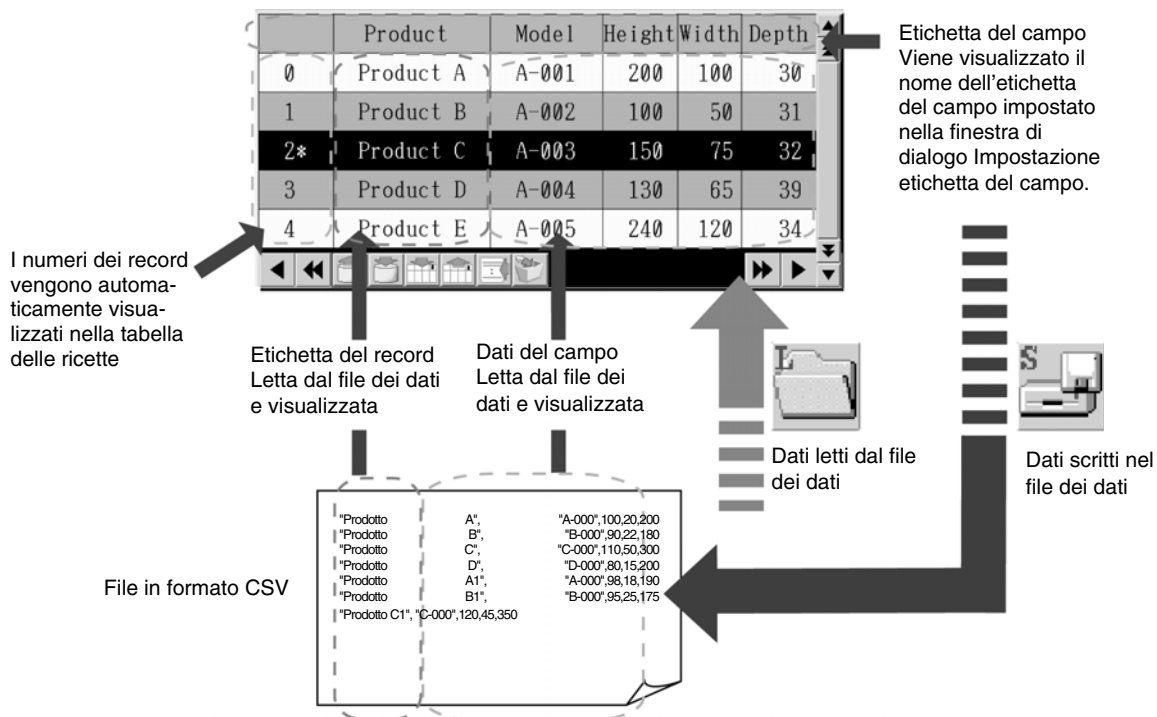 Product Model Height Width Depth
0 Product A A-001 200 100 30
1 Product B A-002 100 50 31
2* Product C A-003 150 75 32
3 Product D A-004 130 65 39
4 Product E A-005 240 120 34
Etichetta del campo
Viene visualizzato il
nome dell'etichetta
del campo impostato
nella finestra di
dialogo Impostazione
etichetta del campo.
I numeri dei record
vengono automa-
ticamente visua-
lizzati nella tabella
delle ricette
Etichetta del record
Letta dal file dei dati
e visualizzata
Dati del campo
Letta dal file dei
dati e visualizzata
L
Dati letti dal file
dei dati
S
Dati scritti nel
file dei dati
File in formato CSV
"Prodotto A", "A-000",100,20,200
"Prodotto B", "B-000",90,22,180
"Prodotto C", "C-000",110,50,300
"Prodotto D", "D-000",80,15,200
"Prodotto A1", "A-000",98,18,190
"Prodotto B1", "B-000",95,25,175
"Prodotto C1", "C-000",120,45,350